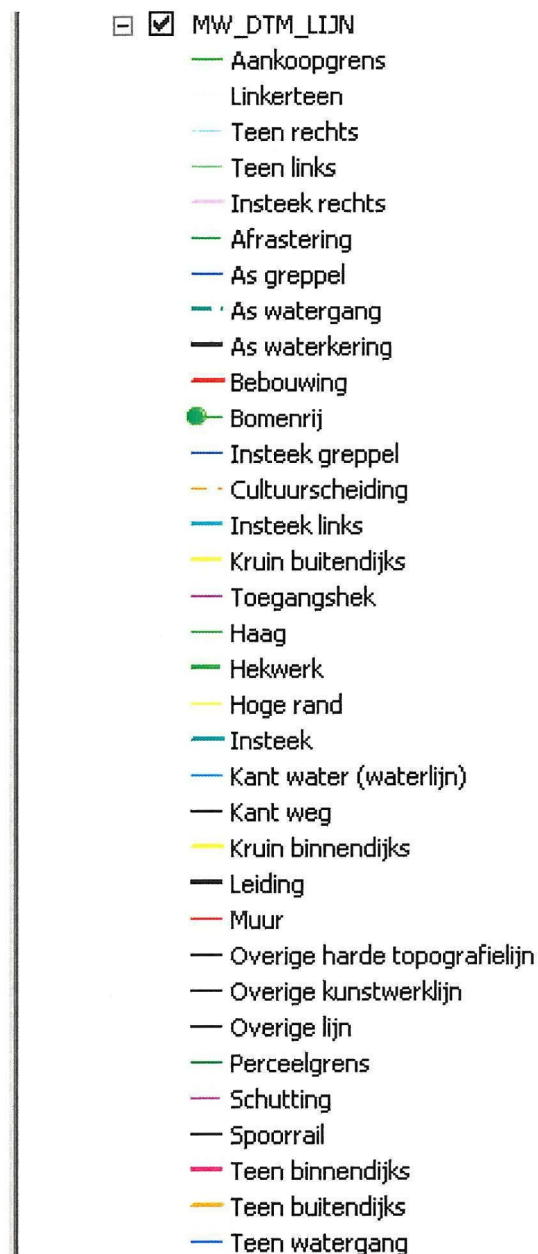 MW_DTM_LIJN
Aankoopgrens
Linkerteen
Teen rechts
Teen links
Insteek rechts
Afrastering
As greppel
As watergang
As waterkering
Bebouwing
Bomenrij
Insteek greppel
Cultuurscheiding
Insteek links
Kruin buitendijks
Toegangshek
Haag
Hekwerk
Hoge rand
Insteek
Kant water (waterlijn)
Kant weg
Kruin binnendijks
Leiding
Muur
Overige harde topografielijn
Overige kunstwerklijn
Overige lijn
Perceelgrens
Schutting
Spoorrail
Teen binnendijks
Teen buitendijks
Teen watergang